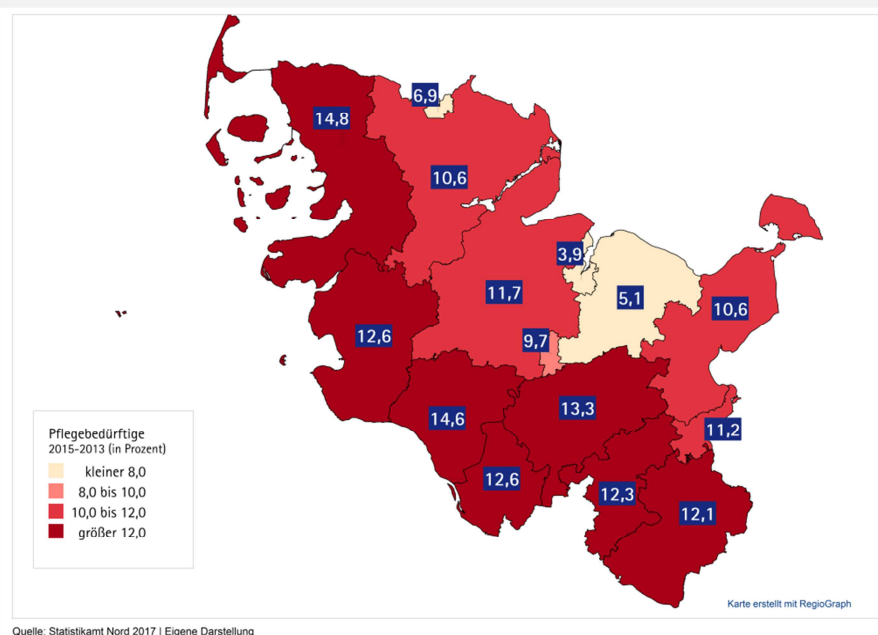 6,9
14,8
10,6
3,9
11,7
5,1
10,6
12,6
9,7
13,3
14,6
11,2
12,6
12,3
12,1
Pflegebedürftige
2015-2013 (in Prozent)
kleiner 8,0
8,0 bis 10,0
10,0 bis 12,0
größer 12,0
Karte erstellt mit RegioGraph
Quelle: Statistikamt Nord 2017 | Eigene Darstellung